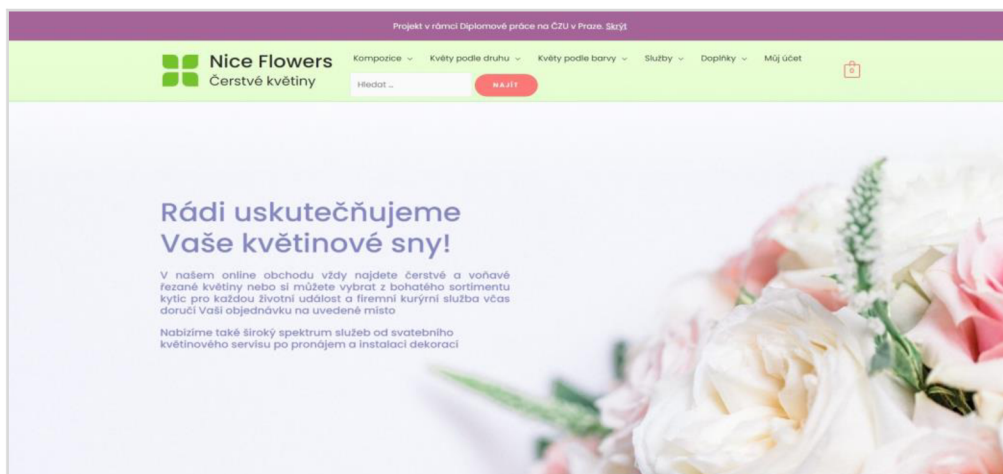 Projekt v rámci Diplomové práce na ČZU v Praze. Skrýt
Nice Flowers
Čerstvé květiny
Kompozice Květy podle druhu Květy podle barvy Služby Doplňky Můj účet
Hledat ... NAJÍT
0
Rádi uskutečňujeme
Vaše květinové sny!
V našem online obchodu vždy najdete čerstvé a voňavé
řezané květiny nebo si můžete vybrat z bohatého sortimentu
kytic pro každou životní událost a firemní kurýrní služba včas
doručí Vaší objednávku na uvedené místo
Nabízíme také široký spektrum služeb od svatebního
květinového servisu po pronájem a instalaci dekorací